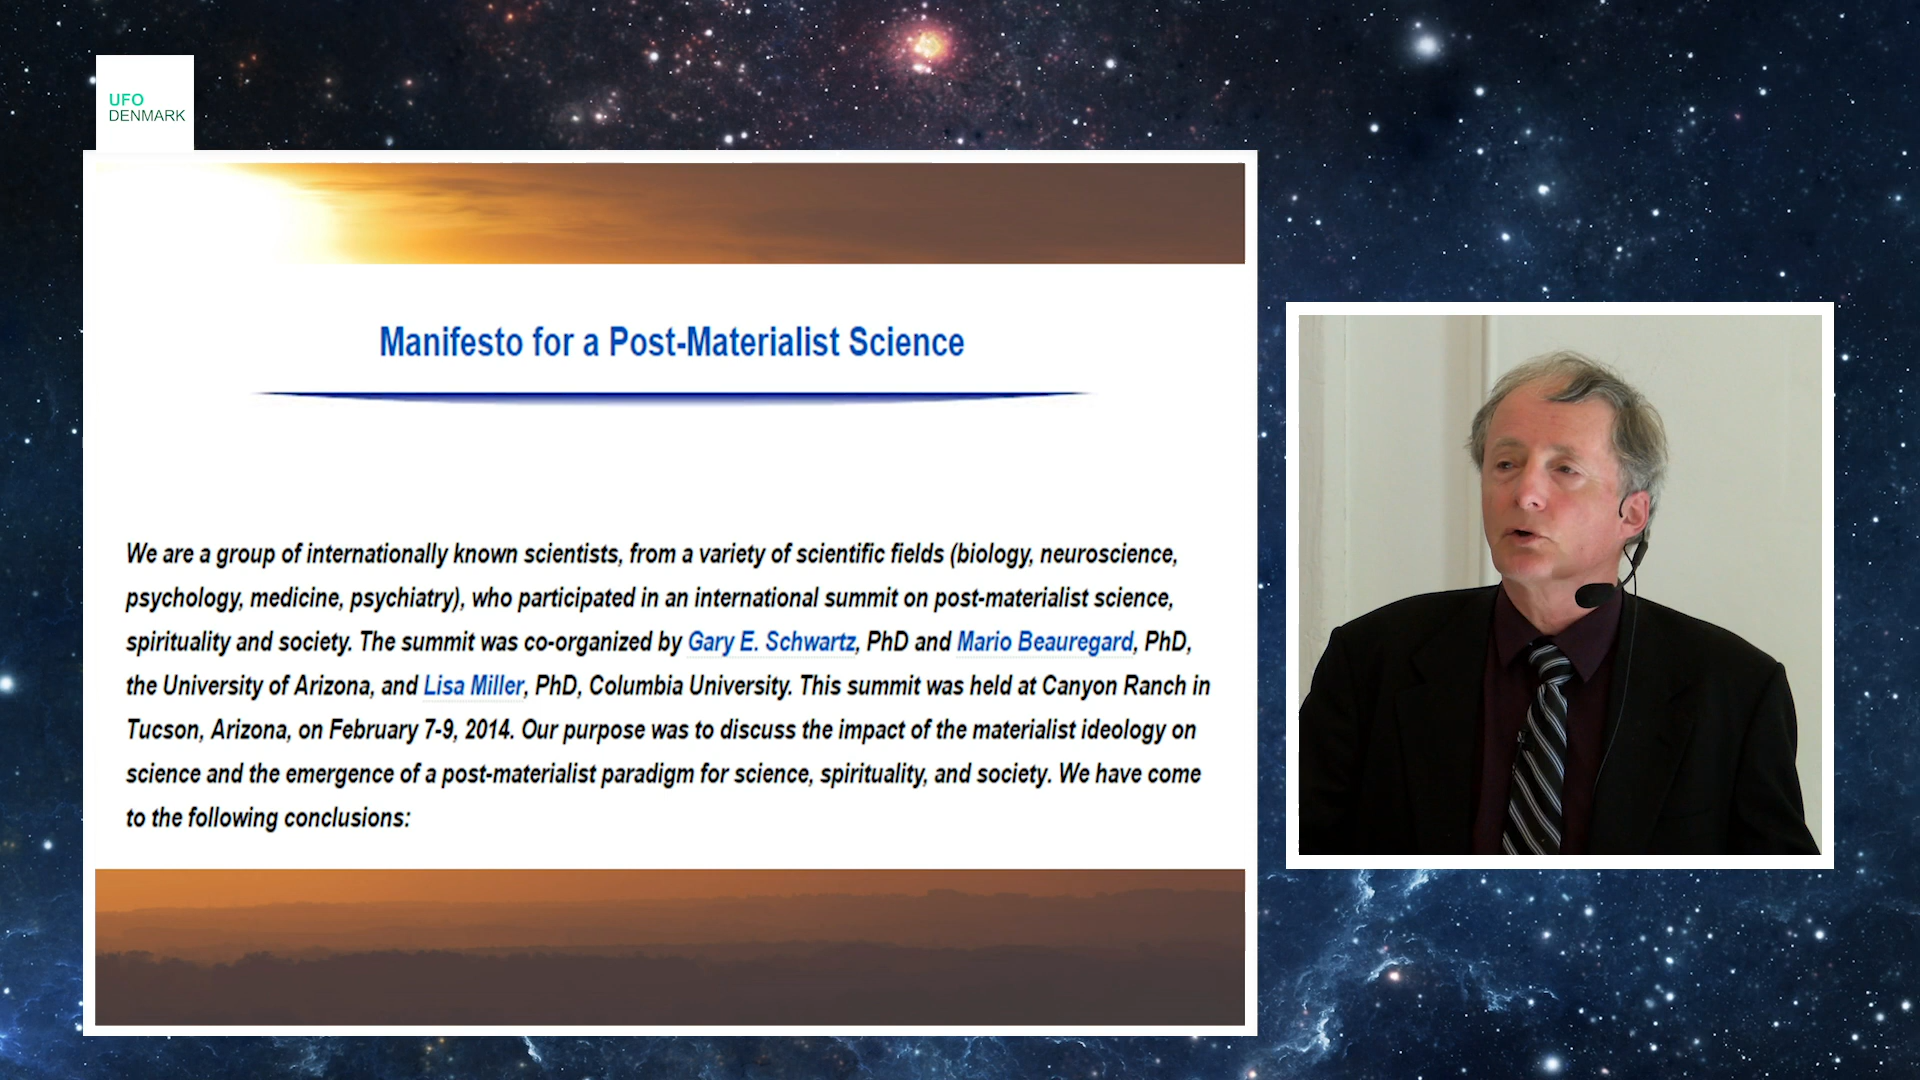 UFO
DENMARK
Manifesto for a Post-Materialist Science
We are a group of internationally known scientists, from a variety of scientific fields (biology, neuroscience,
psychology, medicine, psychiatry), who participated in an international summit on post-materialist science,
spirituality and society. The summit was co-organized by Gary E. Schwartz, PhD and Mario Beauregard, PhD,
the University of Arizona, and Lisa Miller, PhD, Columbia University. This summit was held at Canyon Ranch in
Tucson, Arizona, on February 7-9, 2014. Our purpose was to discuss the impact of the materialist ideology on
science and the emergence of a post-materialist paradigm for science, spirituality, and society. We have come
to the following conclusions: